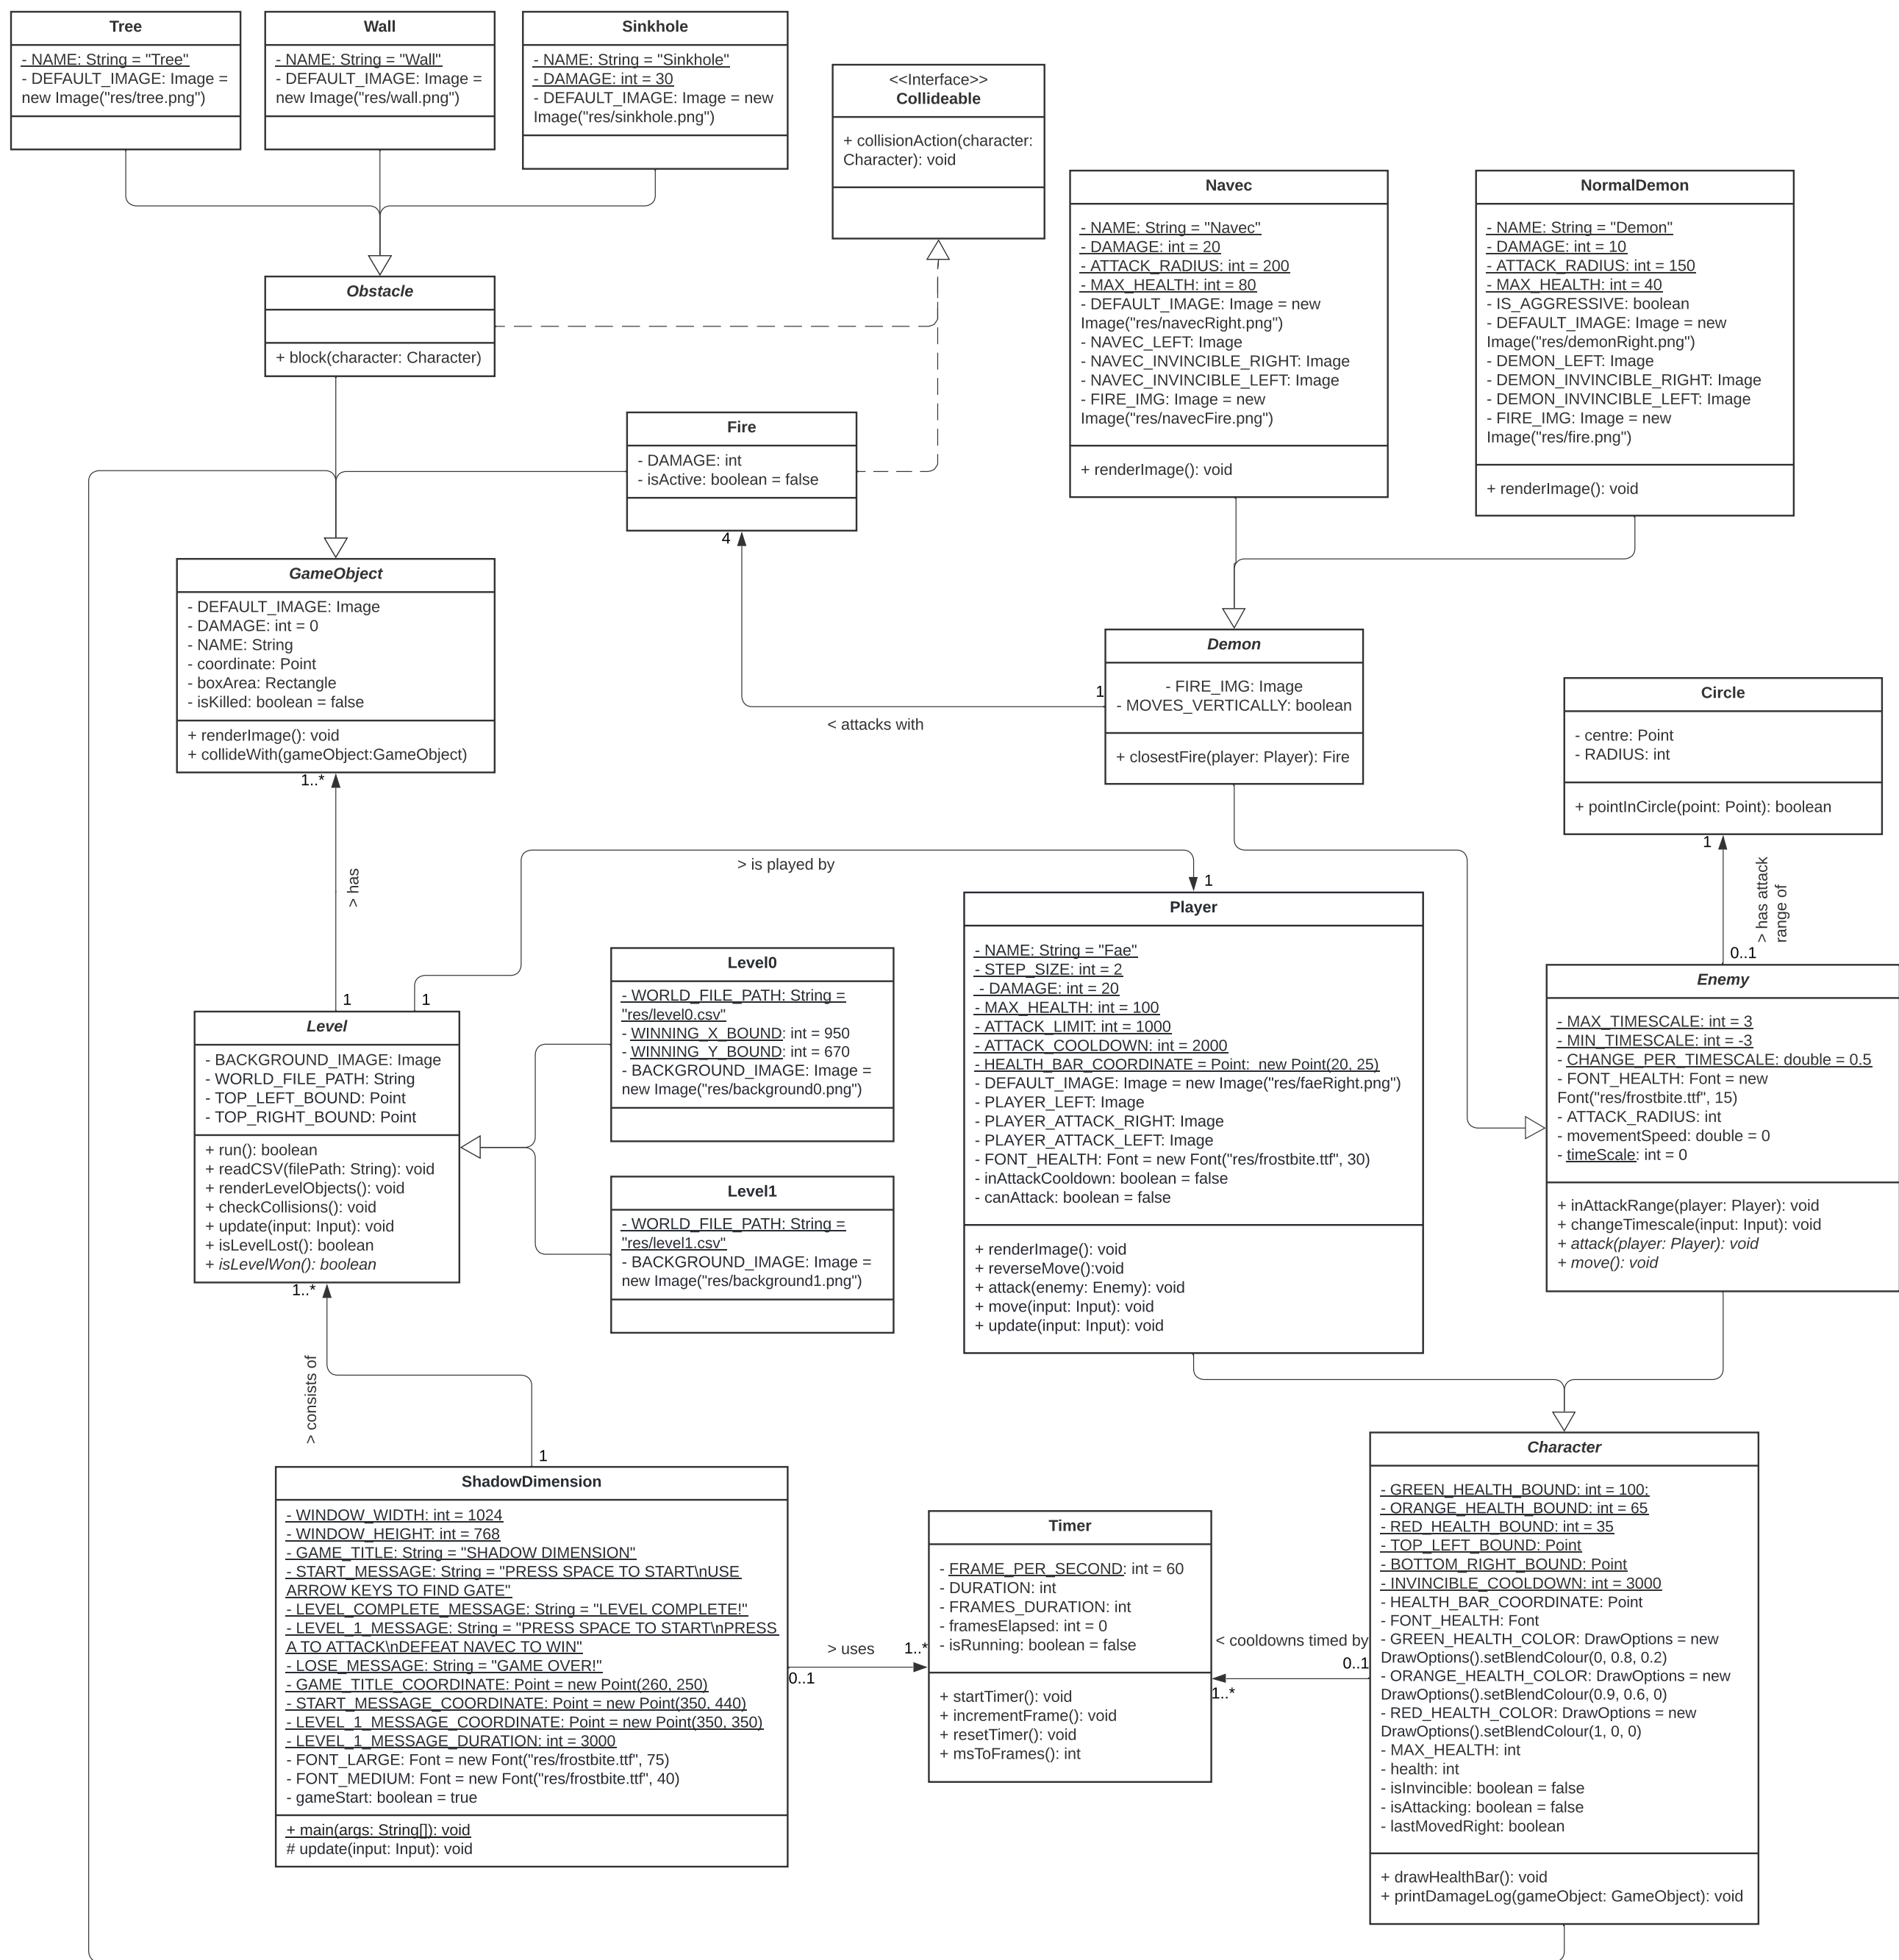 Tree
- NAME: String = "Tree"
- DEFAULT_IMAGE: Image =
new Image("res/tree.png")
Wall
- NAME: String = "Wall"
- DEFAULT_IMAGE: Image =
new Image("res/wall.png")
Sinkhole
- NAME: String = "Sinkhole"
- DAMAGE: int = 30
- DEFAULT_IMAGE: Image = new
Image("res/sinkhole.png")
<<Interface>>
Collideable
+ collisionAction(character:
Character): void
Navec
- NAME: String = "Navec"
- DAMAGE: int = 20
- ATTACK_RADIUS: int = 200
- MAX_HEALTH: int = 80
- DEFAULT_IMAGE: Image = new
Image("res/navecRight.png")
- NAVEC_LEFT: Image
- NAVEC_INVINCIBLE_RIGHT: Image
- NAVEC_INVINCIBLE_LEFT: Image
- FIRE_IMG: Image = new
Image("res/navecFire.png")
+ renderImage(): void
NormalDemon
- NAME: String = "Demon"
- DAMAGE: int = 10
- ATTACK_RADIUS: int = 150
- MAX_HEALTH: int = 40
- IS_AGGRESSIVE: boolean
- DEFAULT_IMAGE: Image = new
Image("res/demonRight.png")
- DEMON_LEFT: Image
- DEMON_INVINCIBLE_RIGHT: Image
- DEMON_INVINCIBLE_LEFT: Image
- FIRE_IMG: Image = new
Image("res/fire.png")
+ renderImage(): void
Obstacle
+ block(character: Character)
Fire
- DAMAGE: int
- isActive: boolean = false
4
GameObject
- DEFAULT_IMAGE: Image
- DAMAGE: int = 0
- NAME: String
- coordinate: Point
- boxArea: Rectangle
- isKilled: boolean = false
+ renderImage(): void
+ collideWith(gameObject:GameObject)
1..*
Demon
- FIRE_IMG: Image
- MOVES_VERTICALLY: boolean
+ closestFire(player: Player): Fire
1
< attacks with
Circle
- centre: Point
- RADIUS: int
+ pointInCircle(point: Point): boolean
1
> has attack
range of
0..1
> has
1
> is played by
1
1
Level
- BACKGROUND_IMAGE: Image
- WORLD_FILE_PATH: String
- TOP_LEFT_BOUND: Point
- TOP_RIGHT_BOUND: Point
+ run(): boolean
+ readCSV(filePath: String): void
+ renderLevelObjects(): void
+ checkCollisions(): void
+ update(input: Input): void
+ isLevelLost(): boolean
+ isLevelWon(): boolean
1..*
Level0
- WORLD_FILE_PATH: String =
"res/level0.csv"
- WINNING_X_BOUND: int = 950
- WINNING_Y_BOUND: int = 670
- BACKGROUND_IMAGE: Image =
new Image("res/background0.png")
Level1
- WORLD_FILE_PATH: String =
"res/level1.csv"
- BACKGROUND_IMAGE: Image =
new Image("res/background1.png")
Player
- NAME: String = "Fae"
- STEP_SIZE: int = 2
- DAMAGE: int = 20
- MAX_HEALTH: int = 100
- ATTACK_LIMIT: int = 1000
- ATTACK_COOLDOWN: int = 2000
- HEALTH_BAR_COORDINATE = Point:  new Point(20, 25)
- DEFAULT_IMAGE: Image = new Image("res/faeRight.png")
- PLAYER_LEFT: Image
- PLAYER_ATTACK_RIGHT: Image
- PLAYER_ATTACK_LEFT: Image
- FONT_HEALTH: Font = new Font("res/frostbite.ttf", 30)
- inAttackCooldown: boolean = false
- canAttack: boolean = false
+ renderImage(): void
+ reverseMove():void
+ attack(enemy: Enemy): void
+ move(input: Input): void
+ update(input: Input): void
Enemy
- MAX_TIMESCALE: int = 3
- MIN_TIMESCALE: int = -3
- CHANGE_PER_TIMESCALE: double = 0.5
- FONT_HEALTH: Font = new
Font("res/frostbite.ttf", 15)
- ATTACK_RADIUS: int
- movementSpeed: double = 0
- timeScale: int = 0
+ inAttackRange(player: Player): void
+ changeTimescale(input: Input): void
+ attack(player: Player): void
+ move(): void
> consists of
1
ShadowDimension
- WINDOW_WIDTH: int = 1024
- WINDOW_HEIGHT: int = 768
- GAME_TITLE: String = "SHADOW DIMENSION"
- START_MESSAGE: String = "PRESS SPACE TO START\nUSE
ARROW KEYS TO FIND GATE"
- LEVEL_COMPLETE_MESSAGE: String = "LEVEL COMPLETE!"
- LEVEL_1_MESSAGE: String = "PRESS SPACE TO START\nPRESS
A TO ATTACK\nDEFEAT NAVEC TO WIN"
- LOSE_MESSAGE: String = "GAME OVER!"
- GAME_TITLE_COORDINATE: Point = new Point(260, 250)
- START_MESSAGE_COORDINATE: Point = new Point(350, 440)
- LEVEL_1_MESSAGE_COORDINATE: Point = new Point(350, 350)
- LEVEL_1_MESSAGE_DURATION: int = 3000
- FONT_LARGE: Font = new Font("res/frostbite.ttf", 75)
- FONT_MEDIUM: Font = new Font("res/frostbite.ttf", 40)
- gameStart: boolean = true
+ main(args: String[]): void
# update(input: Input): void
> uses
0..1
1..*
Timer
- FRAME_PER_SECOND: int = 60
- DURATION: int
- FRAMES_DURATION: int
- framesElapsed: int = 0
- isRunning: boolean = false
+ startTimer(): void
+ incrementFrame(): void
+ resetTimer(): void
+ msToFrames(): int
< cooldowns timed by
0..1
1..*
Character
- GREEN_HEALTH_BOUND: int = 100;
- ORANGE_HEALTH_BOUND: int = 65
- RED_HEALTH_BOUND: int = 35
- TOP_LEFT_BOUND: Point
- BOTTOM_RIGHT_BOUND: Point
- INVINCIBLE_COOLDOWN: int = 3000
- HEALTH_BAR_COORDINATE: Point
- FONT_HEALTH: Font
- GREEN_HEALTH_COLOR: DrawOptions = new
DrawOptions().setBlendColour(0, 0.8, 0.2)
- ORANGE_HEALTH_COLOR: DrawOptions = new
DrawOptions().setBlendColour(0.9, 0.6, 0)
- RED_HEALTH_COLOR: DrawOptions = new
DrawOptions().setBlendColour(1, 0, 0)
- MAX_HEALTH: int
- health: int
- isInvincible: boolean = false
- isAttacking: boolean = false
- lastMovedRight: boolean
+ drawHealthBar(): void
+ printDamageLog(gameObject: GameObject): void